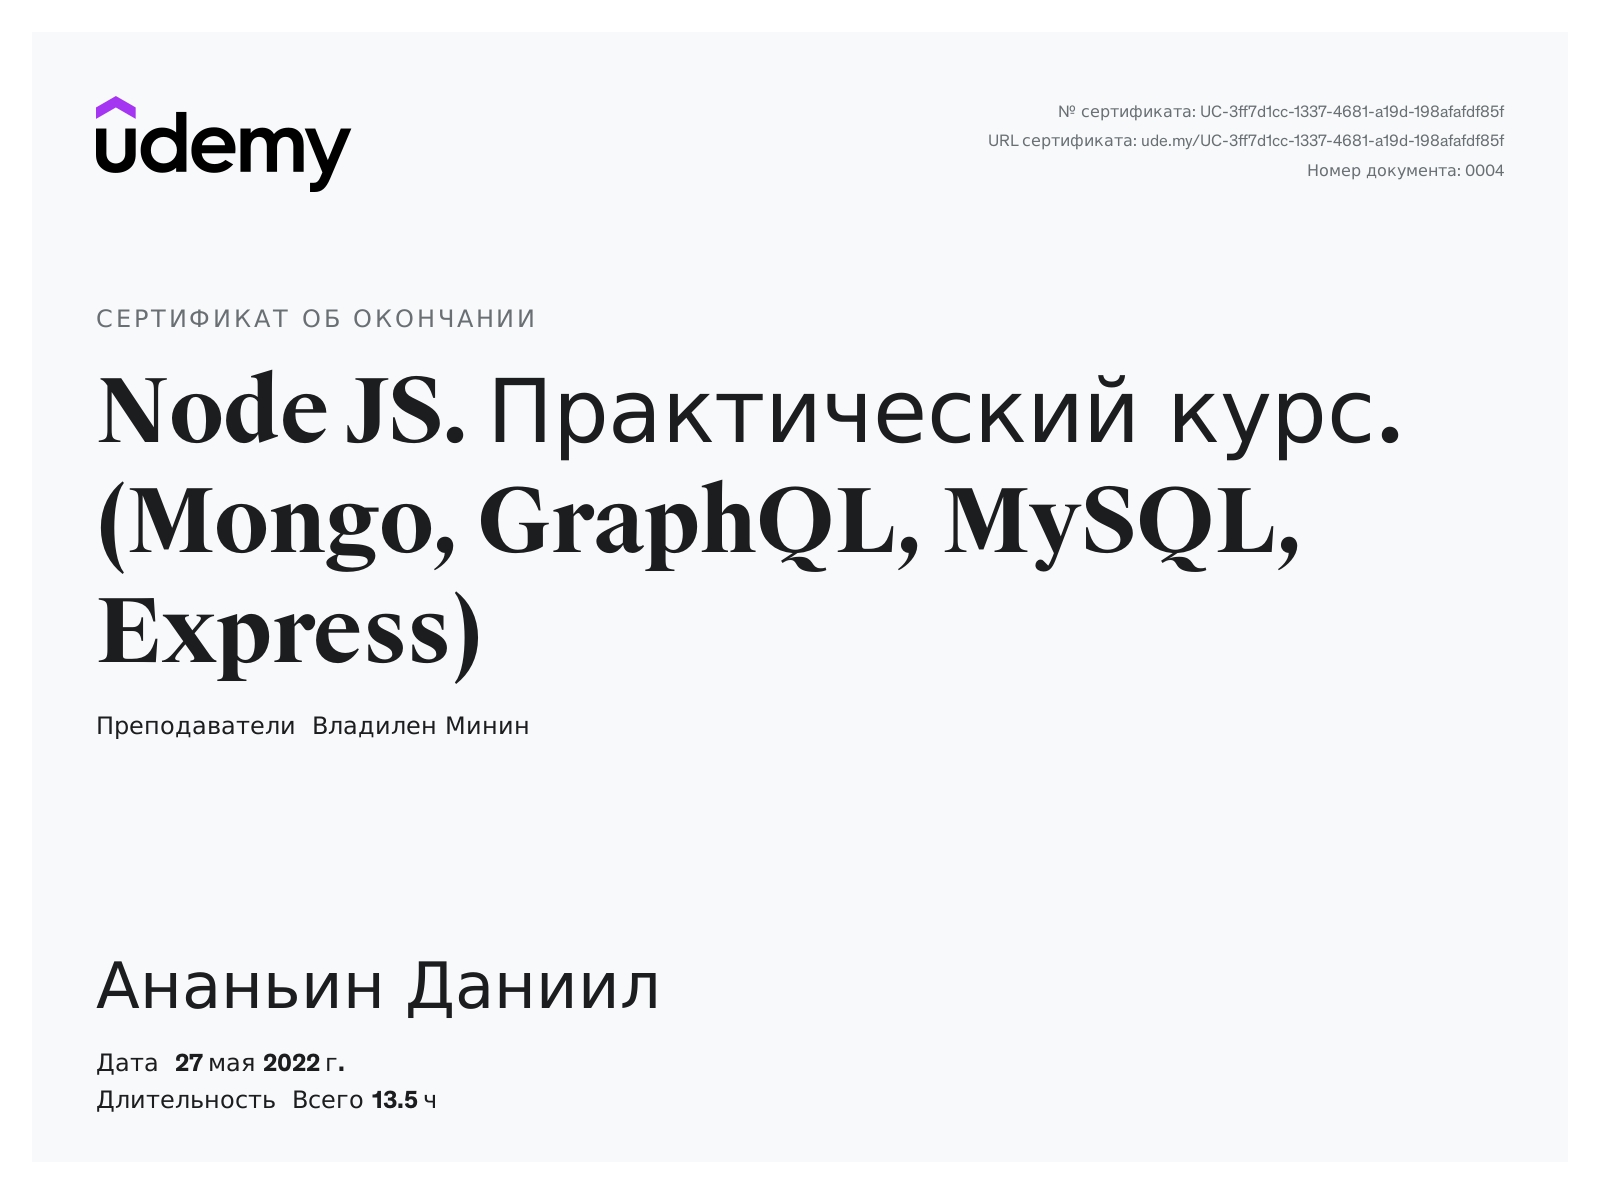 udemy
№ сертификата: UC-3ff7d1cc-1337-4681-a19d-198afafdf85f
URL сертификата: ude.my/UC-3ff7d1cc-1337-4681-a19d-198afafdf85f
Номер документа: 0004
СЕРТИФИКАТ ОБ ОКОНЧАНИИ
Node JS. Практический курс.
(Mongo, GraphQL, MySQL,
Express)
Преподаватели Владилен Минин
Ананьин Даниил
Дата 27 мая 2022 г.
Длительность Всего 13.5 ч